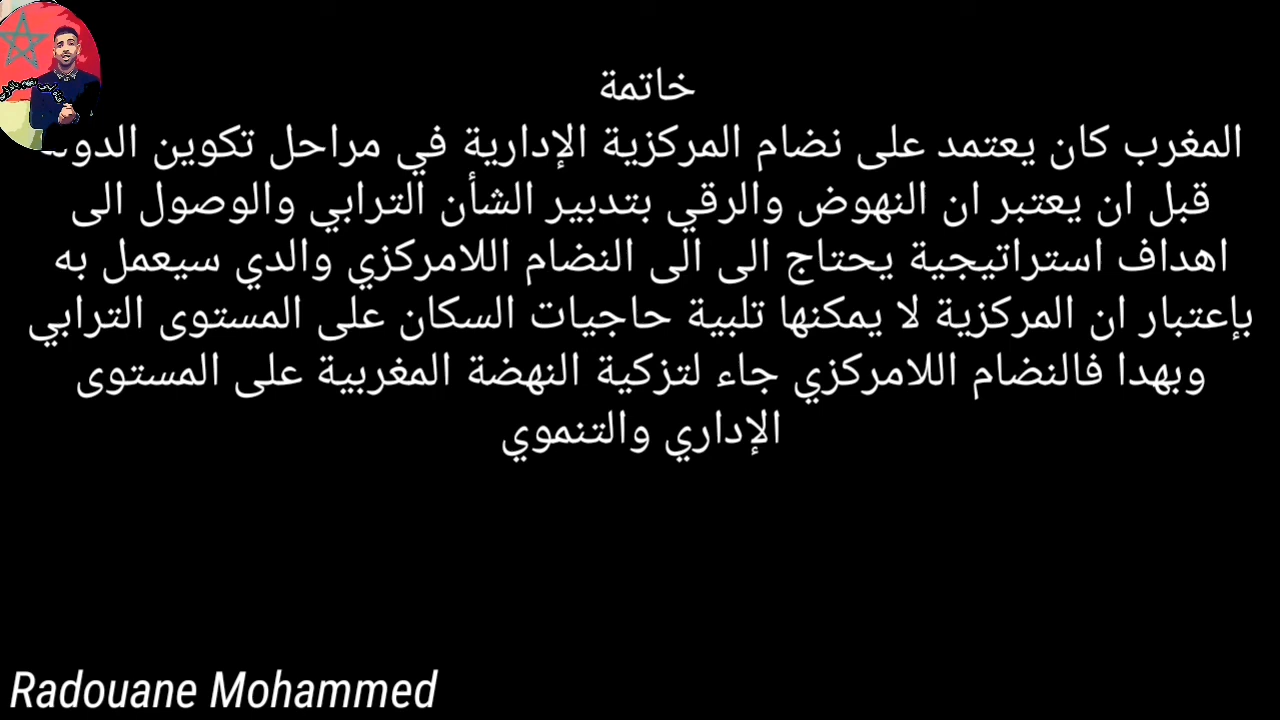 خاتمة
المغرب كان يعتمد على نضام المركزية الإدارية في مراحل تكوين
قبل ان يعتبر ان النهوض والرقي بتدبير الشأن الترابي والوصول الى
اهداف استراتيجية يحتاج الى الى النضام اللامركزي والدي سيعمل به
بإعتبار ان المركزية لا يمكنها تلبية حاجيات السكان على المستوى الترابي
وبهدا فالنضام اللامركزي جاء لتزكية النهضة المغربية على المستوى
الإداري والتنموي
Radouane Mohammed